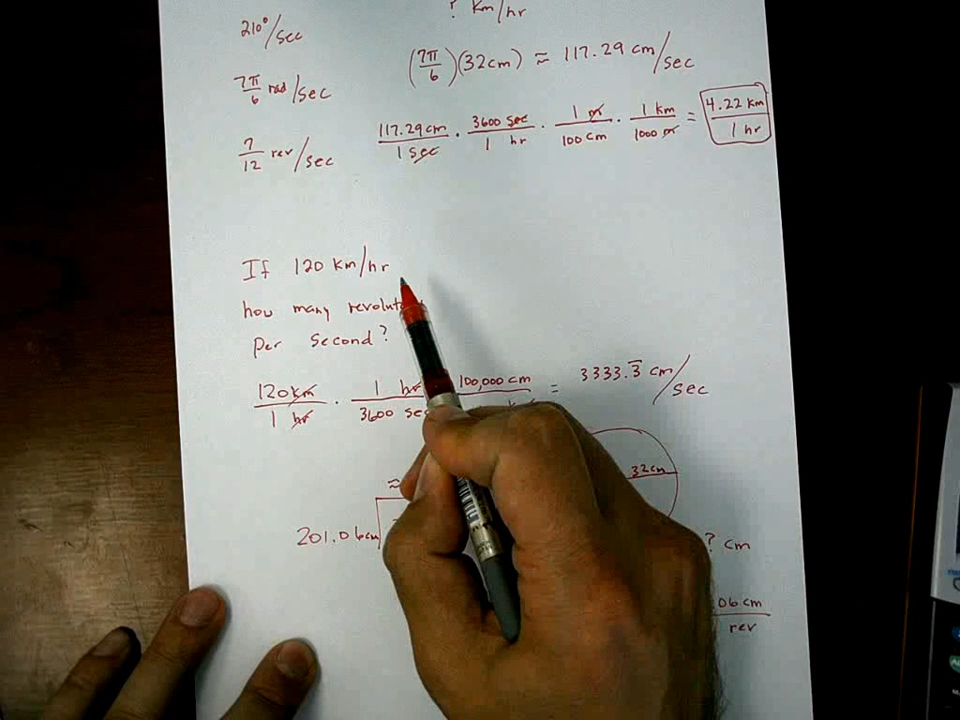 210°/sec
? Km/hr
7π/6 rad/sec
(7π/6)(32cm) ≈ 117.29 cm/sec
7/12 rev/sec
117.29 cm/1 sec · 3600 sec/1 hr · 1 m/100 cm · 1 km/1000 m = 4.22 km/1 hr
If 120 Km/hr
how many
per second?
120 km/1 hr · 1 hr/3600 sec 100,000 cm = 3333.3̅ cm/sec
32cm
≈
201.06cm
? cm
06 cm
rev